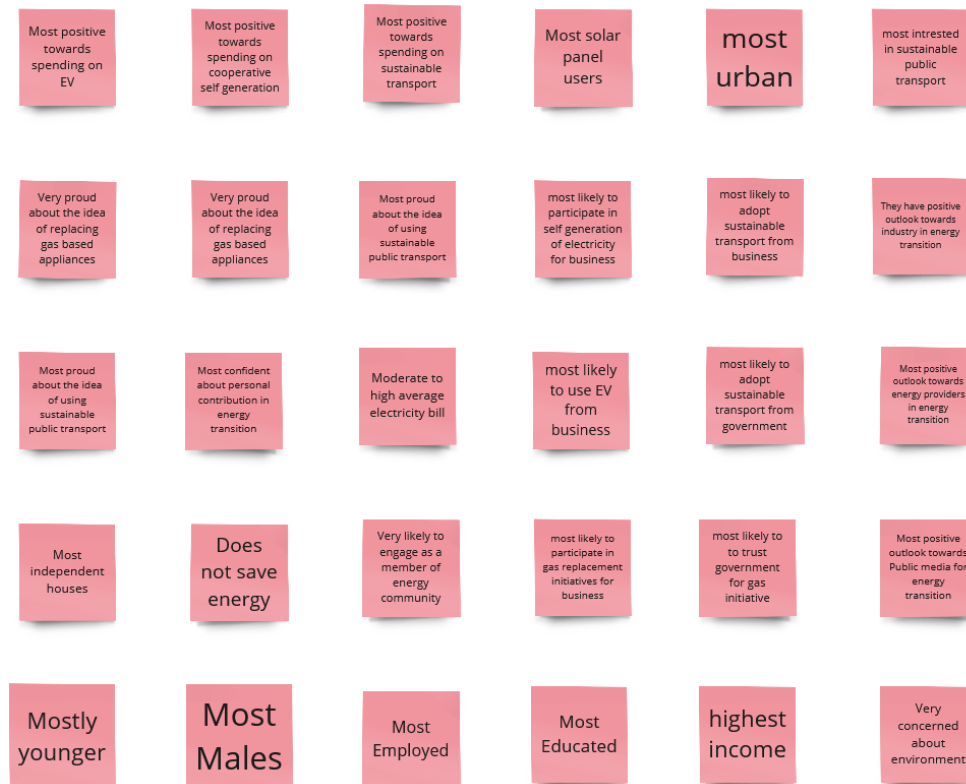 Most positive
towards
spending on
EV
Most positive
towards
spending on
cooperative
self generation
Most positive
towards
spending on
sustainable
transport
Most solar
panel
users
most
urban
most intrested
in sustainable
public
transport
Very proud
about the idea
of replacing
gas based
appliances
Very proud
about the idea
of replacing
gas based
appliances
Most proud
about the idea
of using
sustainable
public transport
most likely to
participate in
self generation
of electricity
for business
most likely to
adopt
sustainable
transport from
business
They have positive
outlook towards
industry in energy
transition
Most proud
about the idea
of using
sustainable
public transport
Most confident
about personal
contribution in
energy
transition
Moderate to
high average
electricity bill
most likely
to use EV
from
business
most likely to
adopt
sustainable
transport from
government
Most positive
outlook towards
energy providers
in energy
transition
Most
independent
houses
Does
not save
energy
Very likely to
engage as a
member of
energy
community
most likely to
participate in
gas replacement
initiatives for
business
most likely to
to trust
government
for gas
initiative
Most positive
outlook towards
Public media for
energy
transition
Mostly
younger
Most
Males
Most
Employed
Most
Educated
highest
income
Very
concerned
about
environment